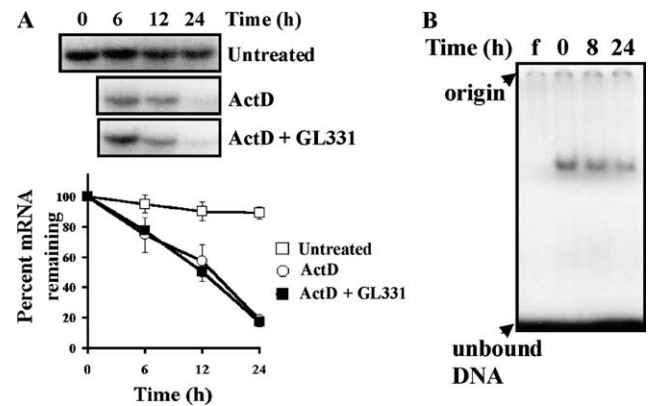 A
0 6 12 24 Time (h)
Untreated
ActD
ActD + GL331
Percent mRNA
remaining
100
80
60
40
20
0
0 6 12 24
Time (h)
Untreated
ActD
ActD + GL331
B
Time (h) f 0 8 24
origin
unbound
DNA